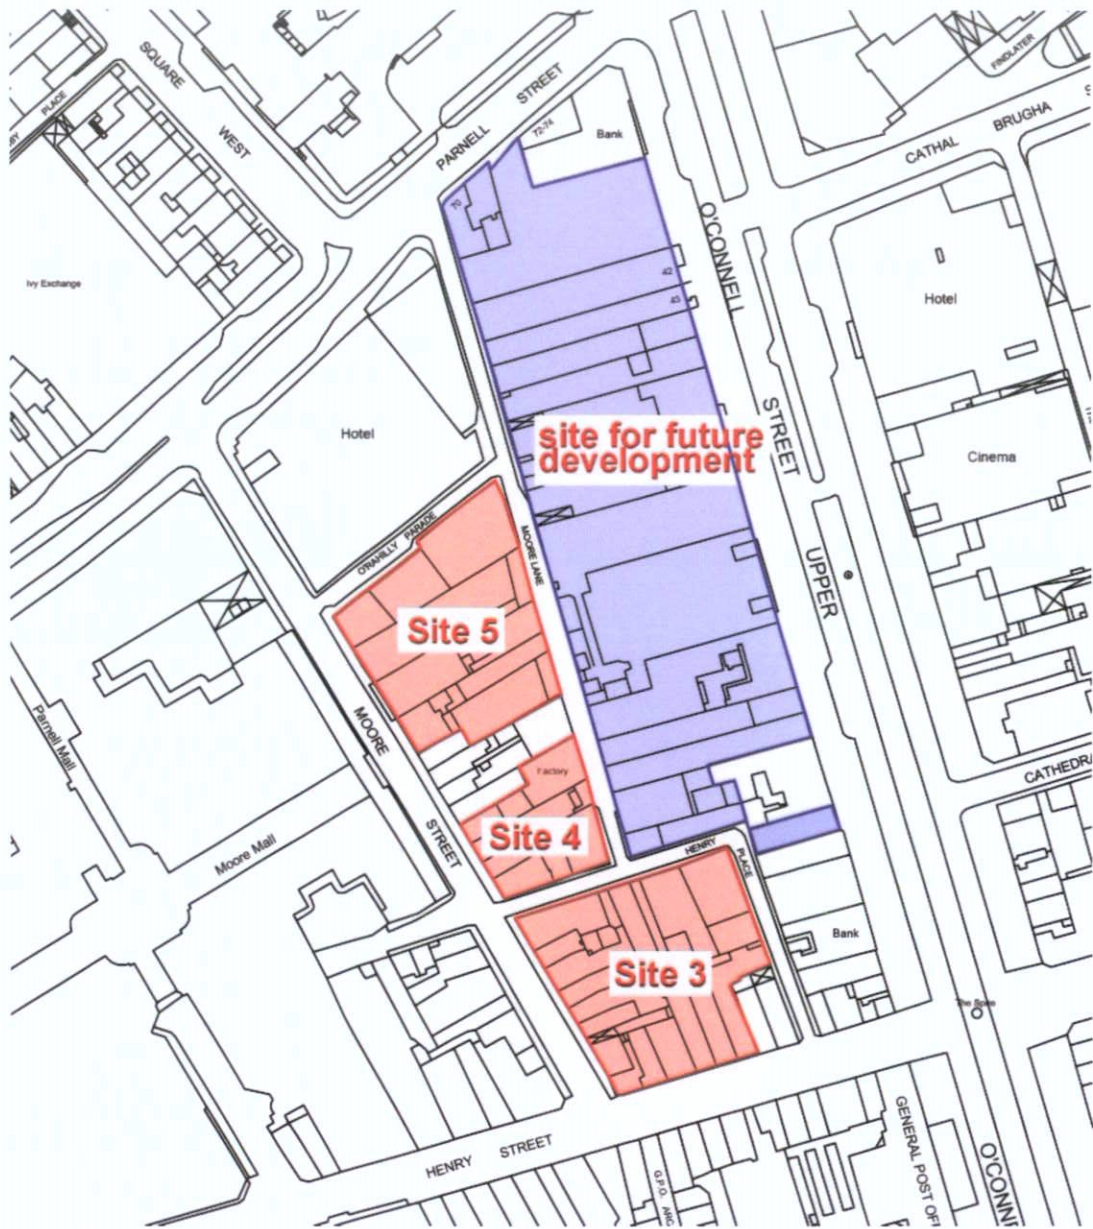 SQUARE
WEST
PLACE
PARNELL STREET
72-74
Bank
70
FINDLATER
CATHAL BRUGHA
O'CONNELL STREET UPPER
Ivy Exchange
42
43
Hotel
Hotel
site for future
development
Cinema
O'RAHILLY PARADE
MOORE LANE
Site 5
MOORE STREET
Parnell Mall
Factory
Site 4
Moore Mall
HENRY PLACE
CATHEDRA
Site 3
Bank
The Spire
HENRY STREET
G.P.O. ARC
GENERAL POST OFF
O'CONN